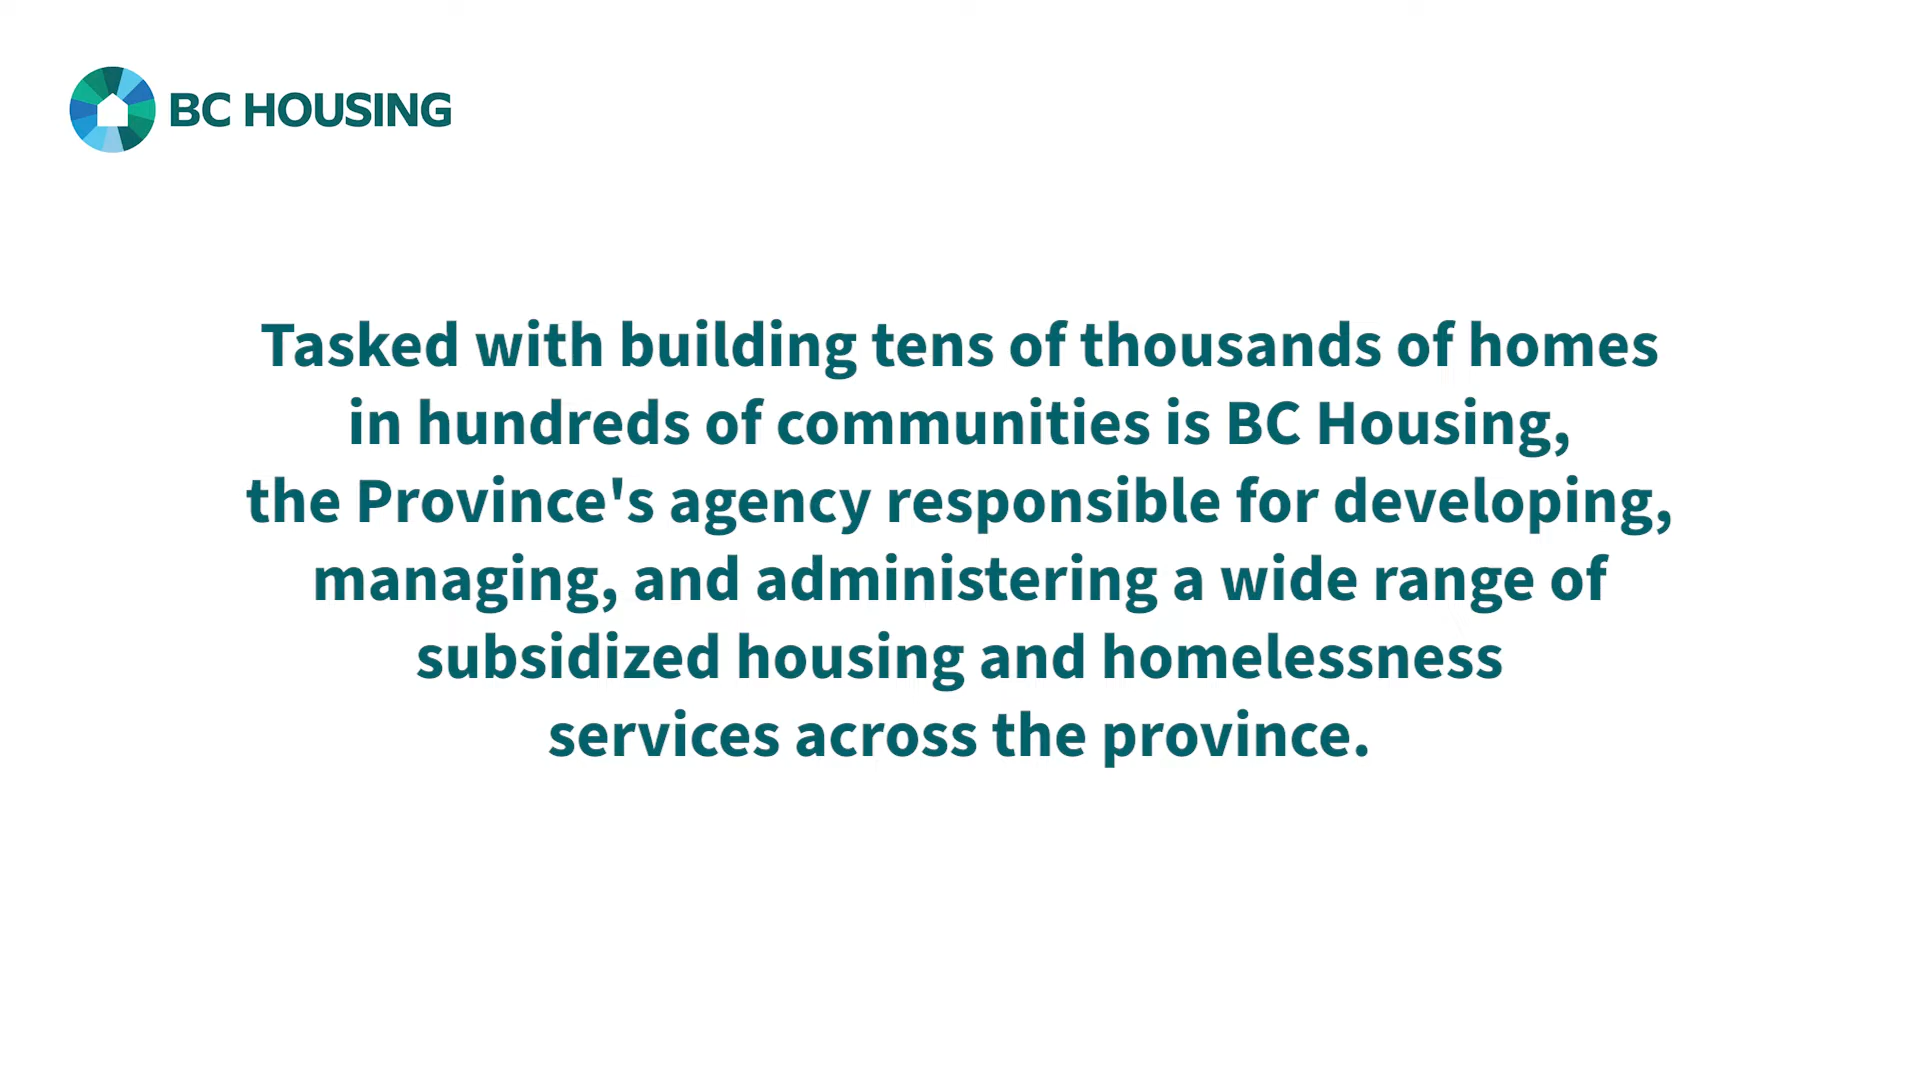 BC HOUSING
Tasked with building tens of thousands of homes
in hundreds of communities is BC Housing,
the Province's agency responsible for developing,
managing, and administering a wide range of
subsidized housing and homelessness
services across the province.